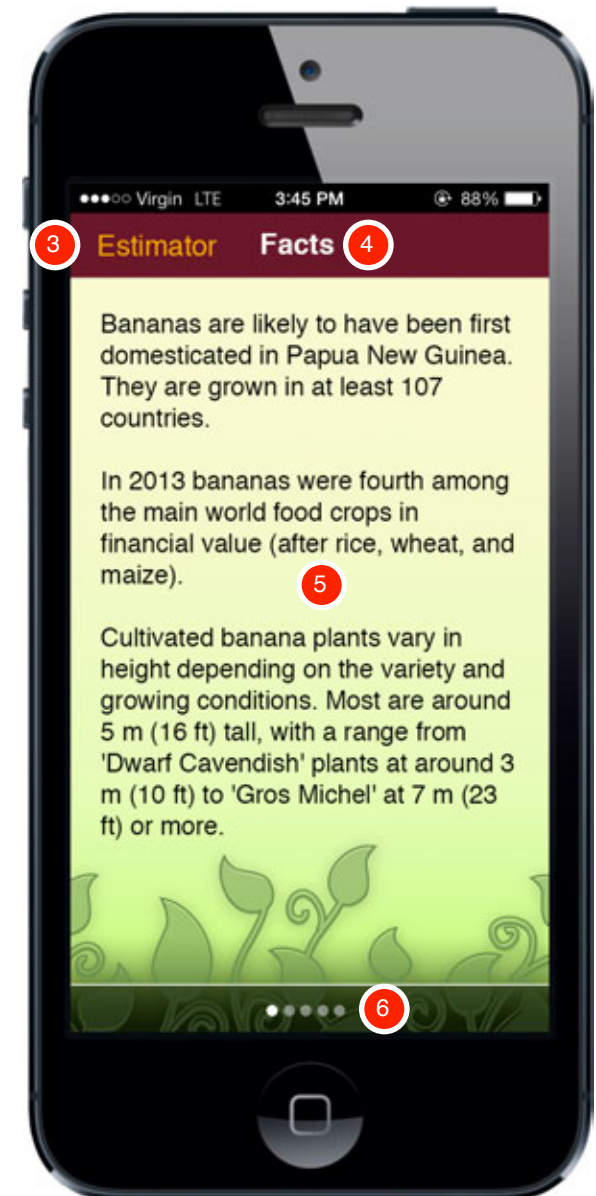 Virgin LTE 3:45 PM 88%
3 Estimator Facts 4
Bananas are likely to have been first
domesticated in Papua New Guinea.
They are grown in at least 107
countries.
In 2013 bananas were fourth among
the main world food crops in
financial value (after rice, wheat, and
maize).
5
Cultivated banana plants vary in
height depending on the variety and
growing conditions. Most are around
5 m (16 ft) tall, with a range from
'Dwarf Cavendish' plants at around 3
m (10 ft) to 'Gros Michel' at 7 m (23
ft) or more.
6